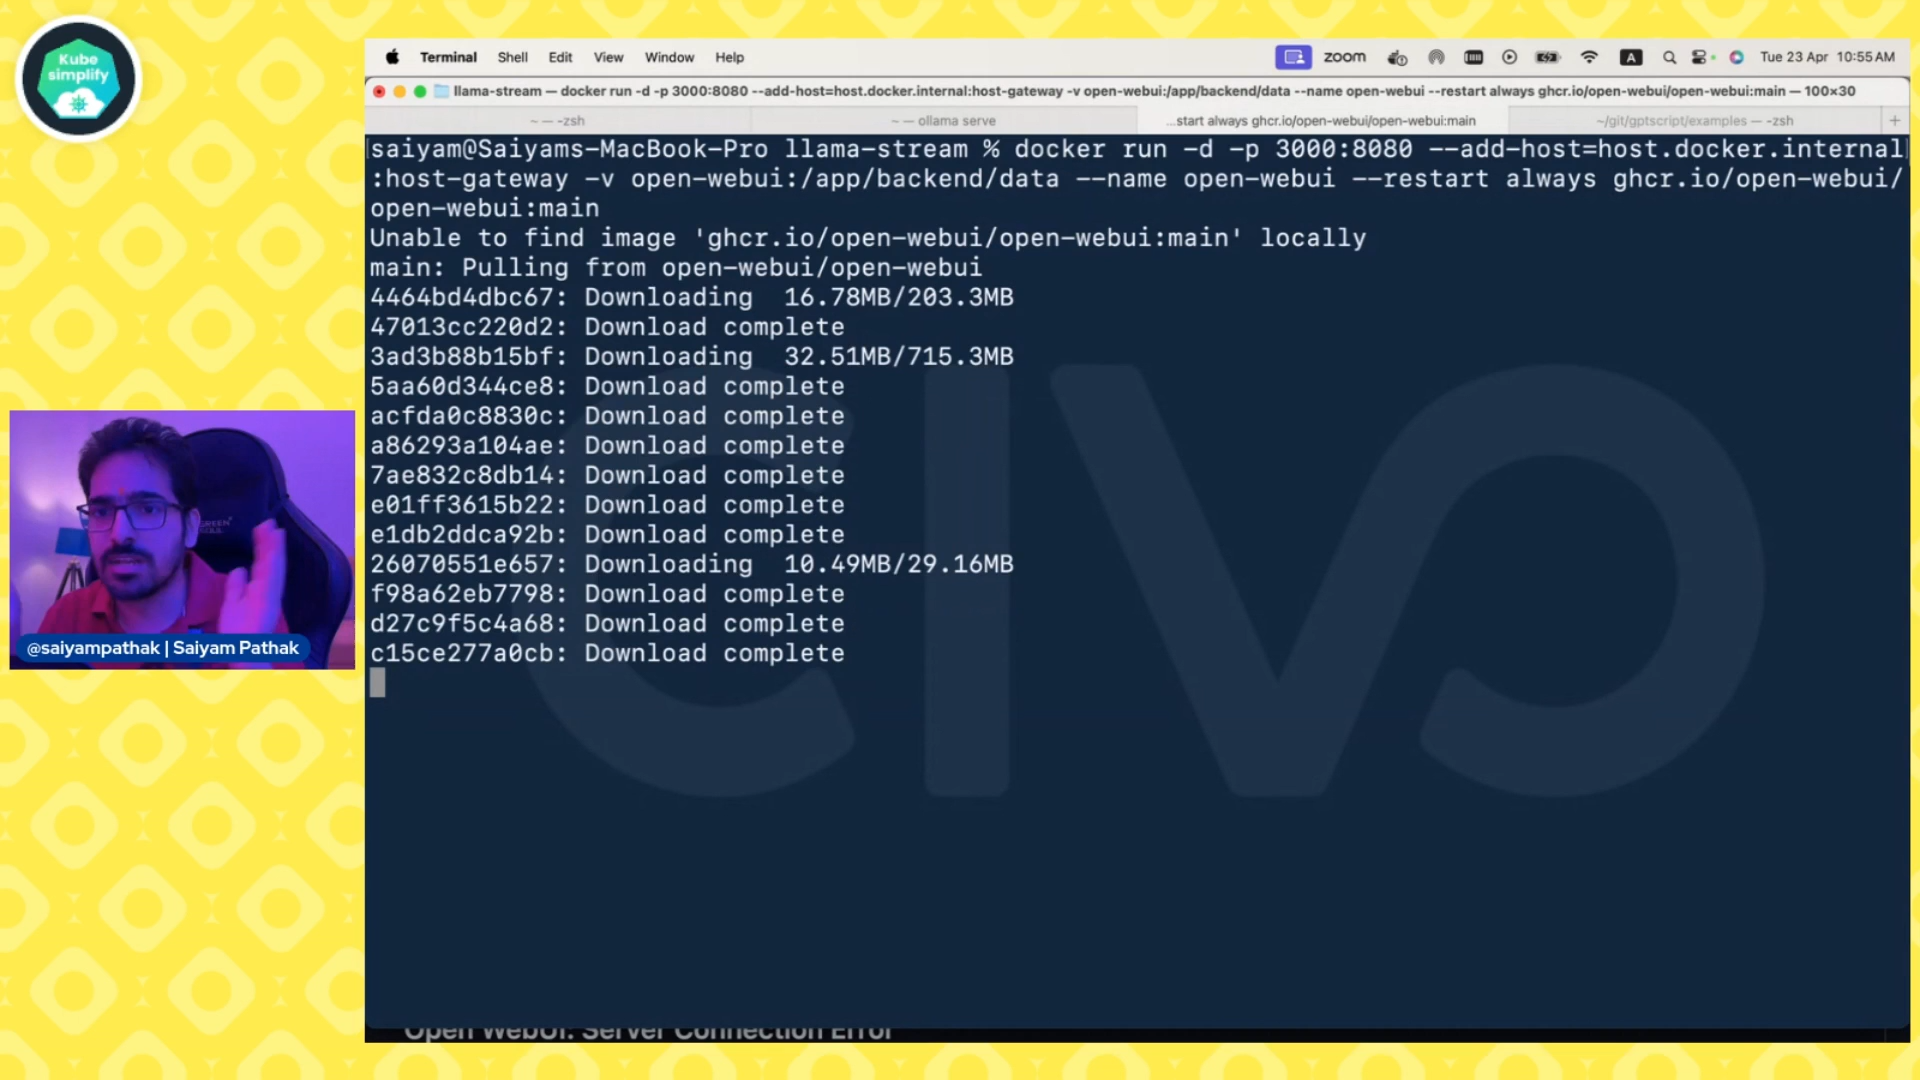 Kube
simplify
Terminal Shell Edit View Window Help
zoom
A
Tue 23 Apr 10:55 AM
llama-stream — docker run -d -p 3000:8080 --add-host=host.docker.internal:host-gateway -v open-webui:/app/backend/data --name open-webui --restart always ghcr.io/open-webui/open-webui:main — 100×30
~ — -zsh
~ — ollama serve
...start always ghcr.io/open-webui/open-webui:main
~/git/gptscript/examples — -zsh
+
saiyam@Saiyams-MacBook-Pro llama-stream % docker run -d -p 3000:8080 --add-host=host.docker.internal
:host-gateway -v open-webui:/app/backend/data --name open-webui --restart always ghcr.io/open-webui/
open-webui:main
Unable to find image 'ghcr.io/open-webui/open-webui:main' locally
main: Pulling from open-webui/open-webui
4464bd4dbc67: Downloading  16.78MB/203.3MB
47013cc220d2: Download complete
3ad3b88b15bf: Downloading  32.51MB/715.3MB
5aa60d344ce8: Download complete
acfda0c8830c: Download complete
a86293a104ae: Download complete
7ae832c8db14: Download complete
e01ff3615b22: Download complete
e1db2ddca92b: Download complete
26070551e657: Downloading  10.49MB/29.16MB
f98a62eb7798: Download complete
d27c9f5c4a68: Download complete
c15ce277a0cb: Download complete
CIVO
@saiyampathak | Saiyam Pathak
Open WebUI: Server Connection Error